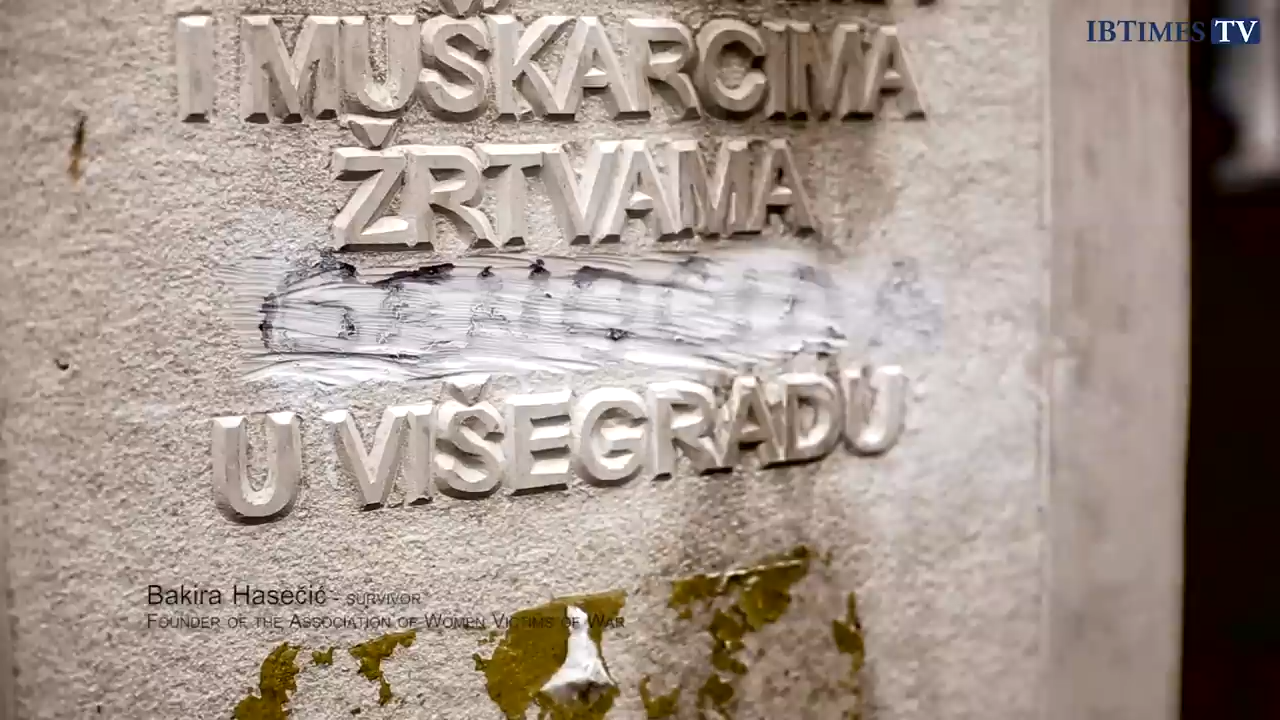 IBTIMES TV
I MUŠKARCIMA
ŽRTVAMA
U VIŠEGRADU
Bakira Hasečić - SURVIVOR
FOUNDER OF THE ASSOCIATION OF WOMEN VICTIMS OF WAR